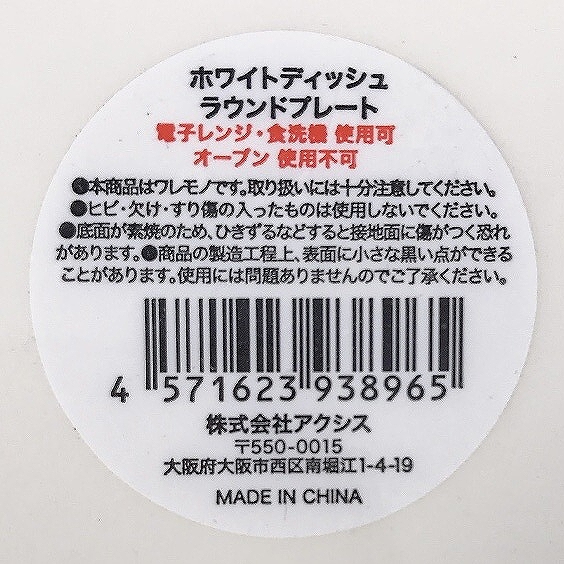 ホワイトディッシュ
ラウンドプレート
電子レンジ・食洗機 使用可
オーブン 使用不可
●本商品はワレモノです。取り扱いには十分注意してください。
●ヒビ・欠け・すり傷の入ったものは使用しないでください。
●底面が素焼のため、ひきずるなどすると接地面に傷がつく恐れ
があります。●商品の製造工程上、表面に小さな黒い点ができる
ことがあります。使用には問題ありませんのでご了承ください。
4 571623 938965
株式会社アクシス
〒550-0015
大阪府大阪市西区南堀江1-4-19
MADE IN CHINA